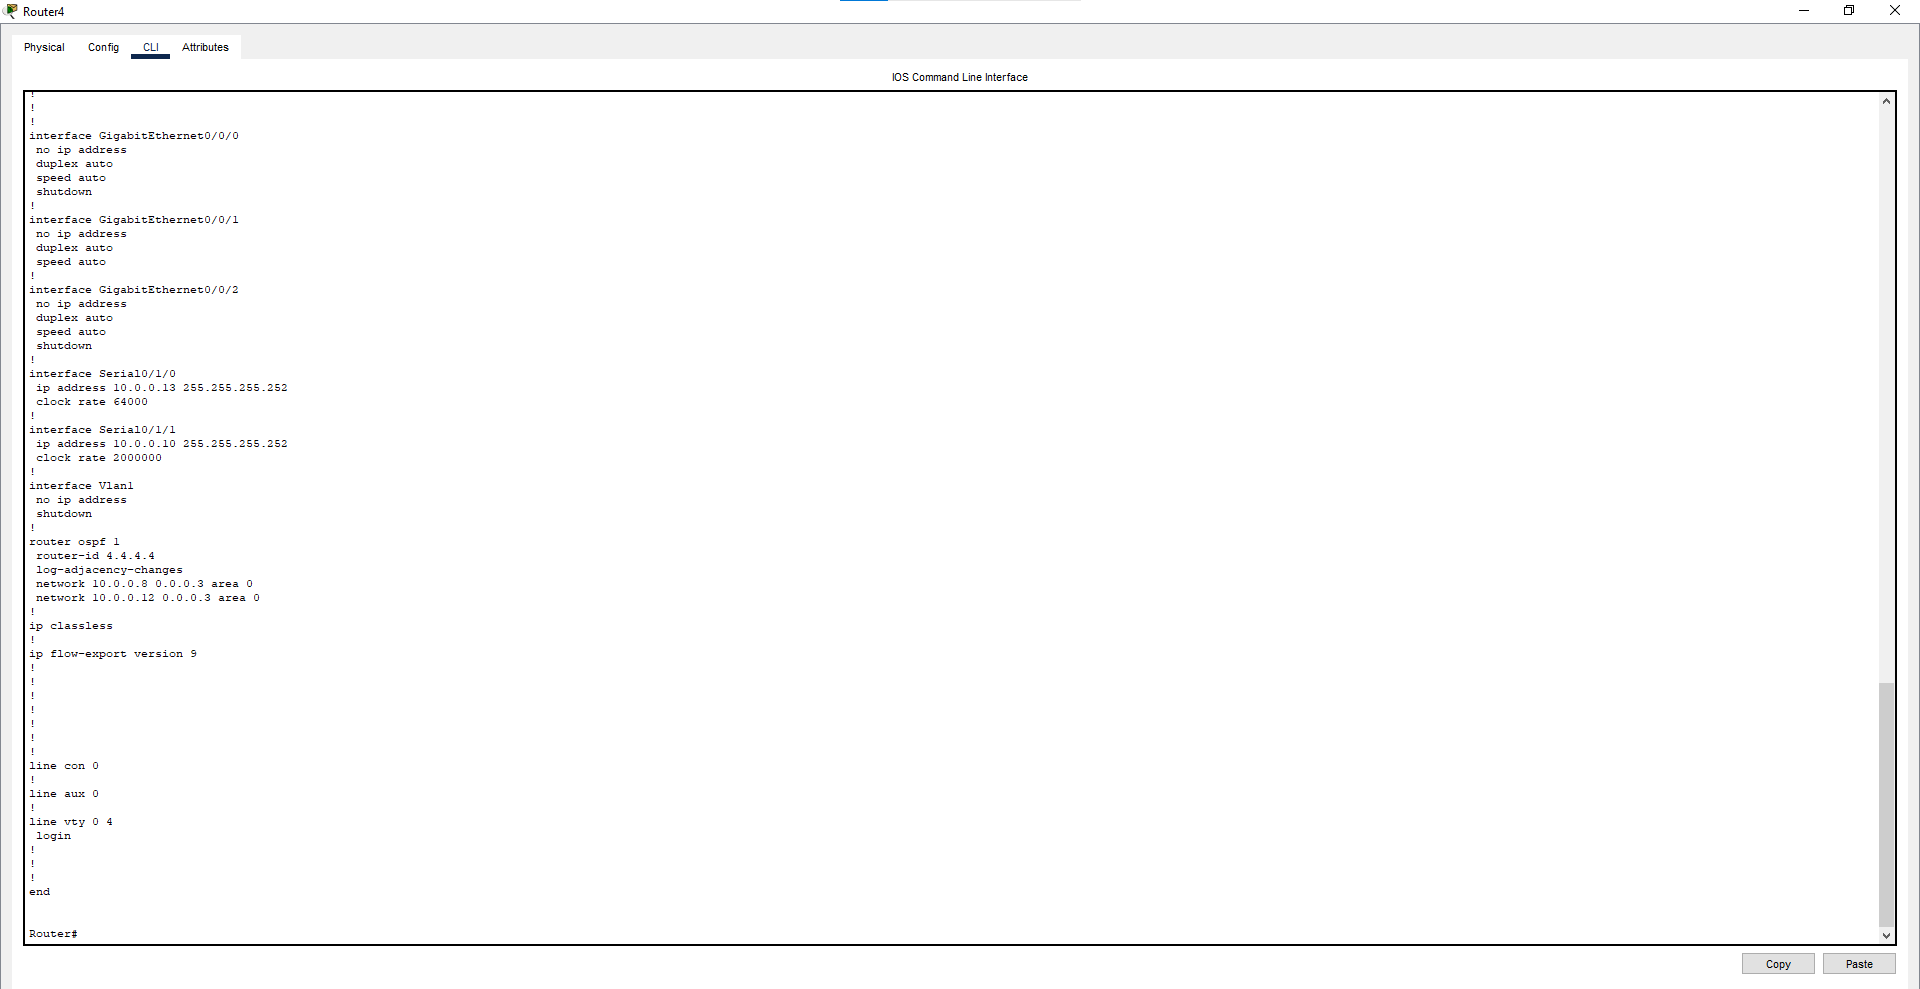 Router4
Physical Config CLI Attributes
IOS Command Line Interface
!
!
!
interface GigabitEthernet0/0/0
 no ip address
 duplex auto
 speed auto
 shutdown
!
interface GigabitEthernet0/0/1
 no ip address
 duplex auto
 speed auto
!
interface GigabitEthernet0/0/2
 no ip address
 duplex auto
 speed auto
 shutdown
!
interface Serial0/1/0
 ip address 10.0.0.13 255.255.255.252
 clock rate 64000
!
interface Serial0/1/1
 ip address 10.0.0.10 255.255.255.252
 clock rate 2000000
!
interface Vlan1
 no ip address
 shutdown
!
router ospf 1
 router-id 4.4.4.4
 log-adjacency-changes
 network 10.0.0.8 0.0.0.3 area 0
 network 10.0.0.12 0.0.0.3 area 0
!
ip classless
!
ip flow-export version 9
!
!
!
!
!
!
!
line con 0
!
line aux 0
!
line vty 0 4
 login
!
!
!
end
Router#
Copy Paste